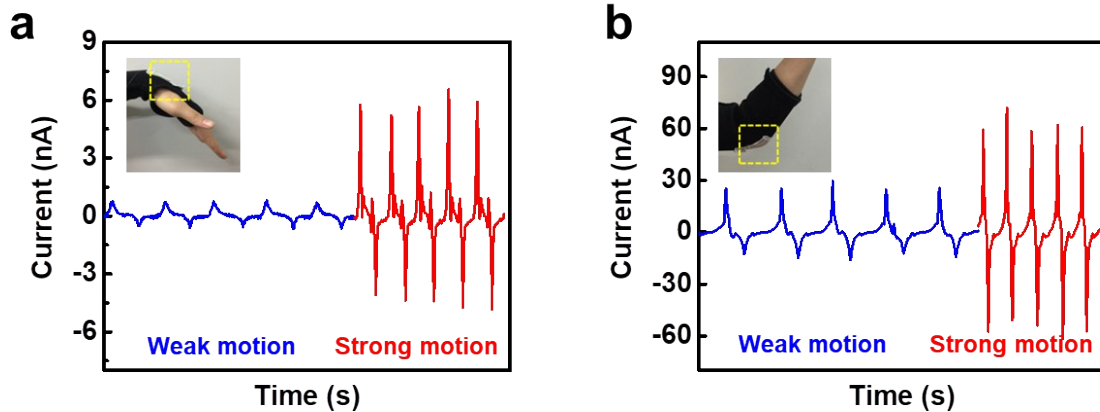 a
9
6
3
0
-3
-6
Current (nA)
Weak motion
Strong motion
Time (s)
b
90
60
30
0
-30
-60
Current (nA)
Weak motion
Strong motion
Time (s)